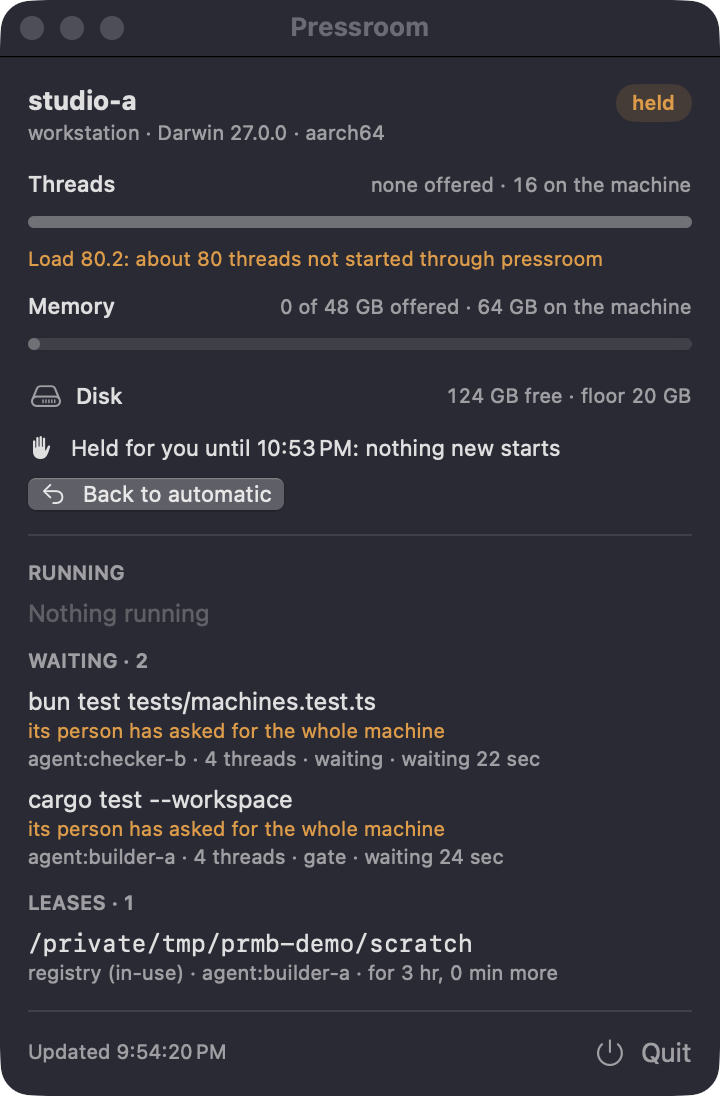 Pressroom
studio-a
held
workstation · Darwin 27.0.0 · aarch64
Threads
none offered · 16 on the machine
Load 80.2: about 80 threads not started through pressroom
Memory
0 of 48 GB offered · 64 GB on the machine
Disk
124 GB free · floor 20 GB
Held for you until 10:53 PM: nothing new starts
Back to automatic
RUNNING
Nothing running
WAITING · 2
bun test tests/machines.test.ts
its person has asked for the whole machine
agent:checker-b · 4 threads · waiting · waiting 22 sec
cargo test --workspace
its person has asked for the whole machine
agent:builder-a · 4 threads · gate · waiting 24 sec
LEASES · 1
/private/tmp/prmb-demo/scratch
registry (in-use) · agent:builder-a · for 3 hr, 0 min more
Updated 9:54:20 PM
Quit